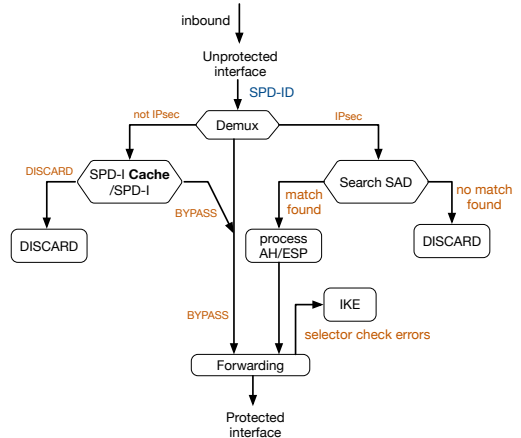 inbound
Unprotected
interface
SPD-ID
not IPsec
Demux
IPsec
DISCARD
SPD-I Cache
/SPD-I
BYPASS
Search SAD
match
found
no match
found
DISCARD
process
AH/ESP
DISCARD
BYPASS
IKE
selector check errors
Forwarding
Protected
interface